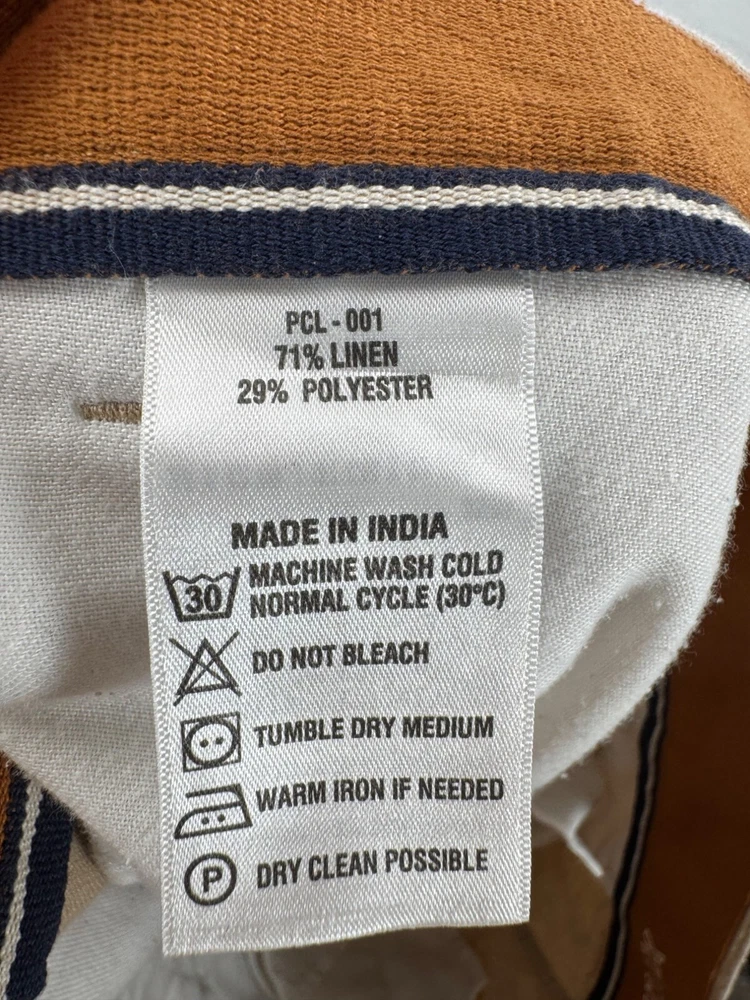 PCL - 001
71% LINEN
29% POLYESTER
MADE IN INDIA
30 MACHINE WASH COLD
NORMAL CYCLE (30°C)
DO NOT BLEACH
TUMBLE DRY MEDIUM
WARM IRON IF NEEDED
P DRY CLEAN POSSIBLE